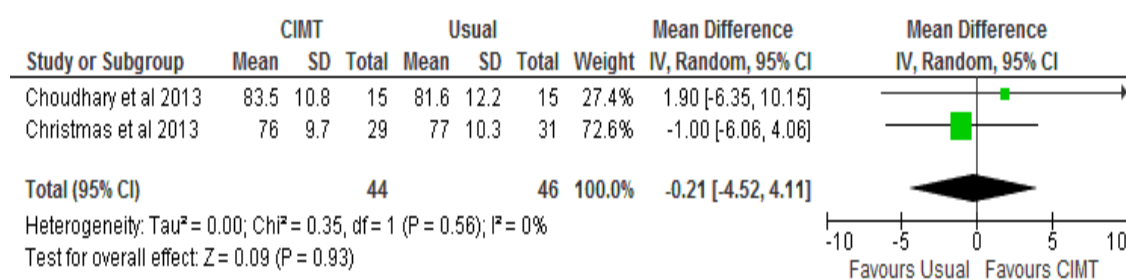 CIMT Usual Mean Difference Mean Difference
Study or Subgroup Mean SD Total Mean SD Total Weight IV, Random, 95% CI IV, Random, 95% CI
Choudhary et al 2013 83.5 10.8 15 81.6 12.2 15 27.4% 1.90 [-6.35, 10.15]
Christmas et al 2013 76 9.7 29 77 10.3 31 72.6% -1.00 [-6.06, 4.06]
Total (95% CI) 44 46 100.0% -0.21 [-4.52, 4.11]
Heterogeneity: Tau² = 0.00; Chi² = 0.35, df = 1 (P = 0.56); I² = 0%
Test for overall effect: Z = 0.09 (P = 0.93)
-10 -5 0 5 10
Favours Usual Favours CIMT